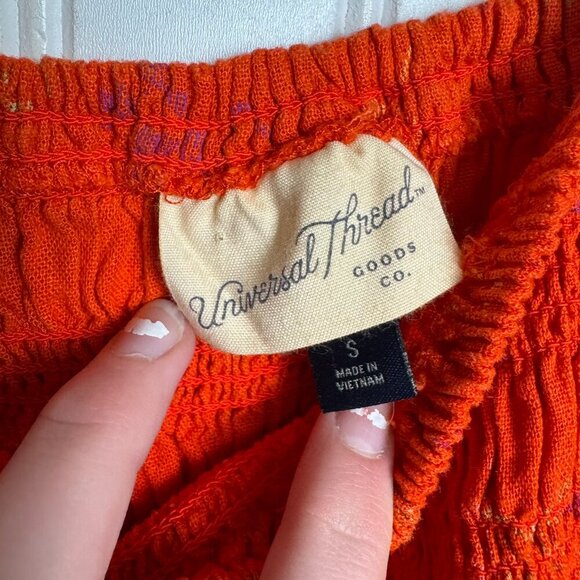 Universal Thread™
GOODS
CO.
S
MADE IN
VIETNAM